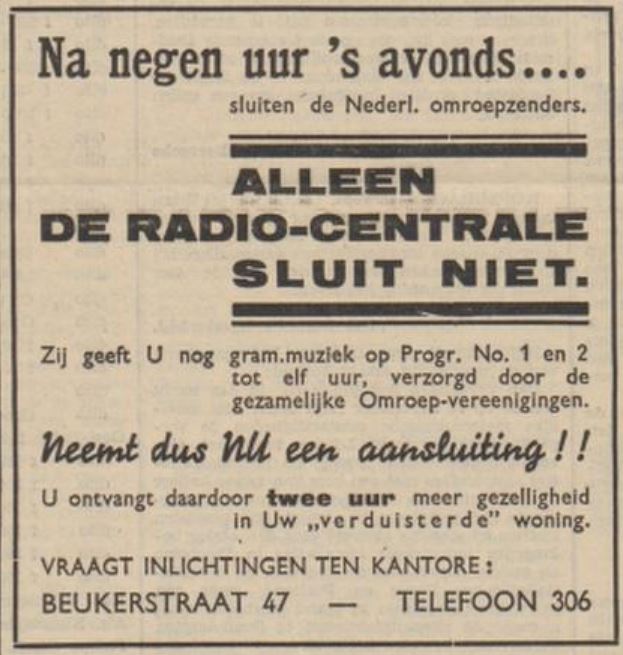 Na negen uur 's avonds....
sluiten de Nederl. omroepzenders.
ALLEEN
DE RADIO-CENTRALE
SLUIT NIET.
Zij geeft U nog gram.muziek op Progr. No. 1 en 2
tot elf uur, verzorgd door de
gezamelijke Omroep-vereenigingen.
Neemt dus NU een aansluiting!!
U ontvangt daardoor twee uur meer gezelligheid
in Uw „verduisterde” woning.
VRAAGT INLICHTINGEN TEN KANTORE:
BEUKERSTRAAT 47 — TELEFOON 306